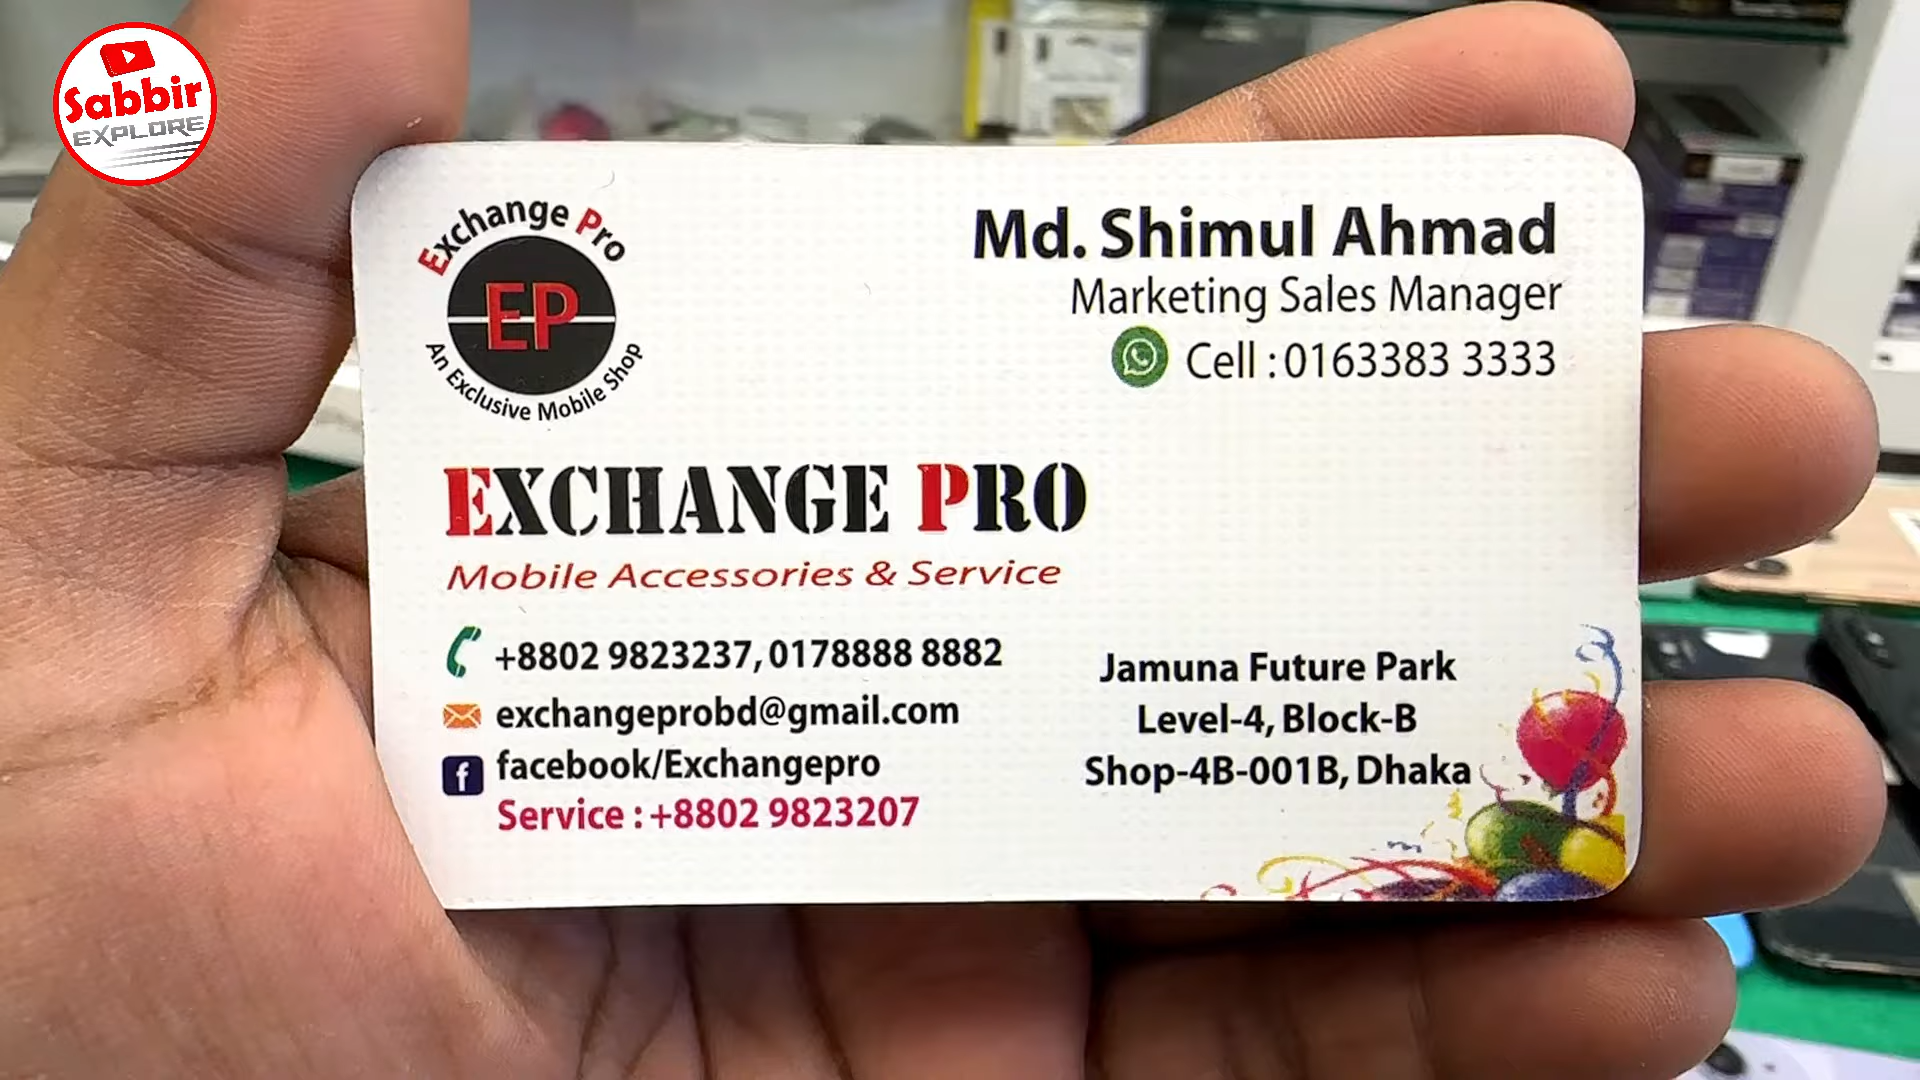 Sabbir
EXPLORE
Exchange Pro
EP
An Exclusive Mobile Shop
Md. Shimul Ahmad
Marketing Sales Manager
Cell : 0163383 3333
EXCHANGE PRO
Mobile Accessories & Service
+8802 9823237, 0178888 8882
exchangeprobd@gmail.com
facebook/Exchangepro
Service : +8802 9823207
Jamuna Future Park
Level-4, Block-B
Shop-4B-001B, Dhaka